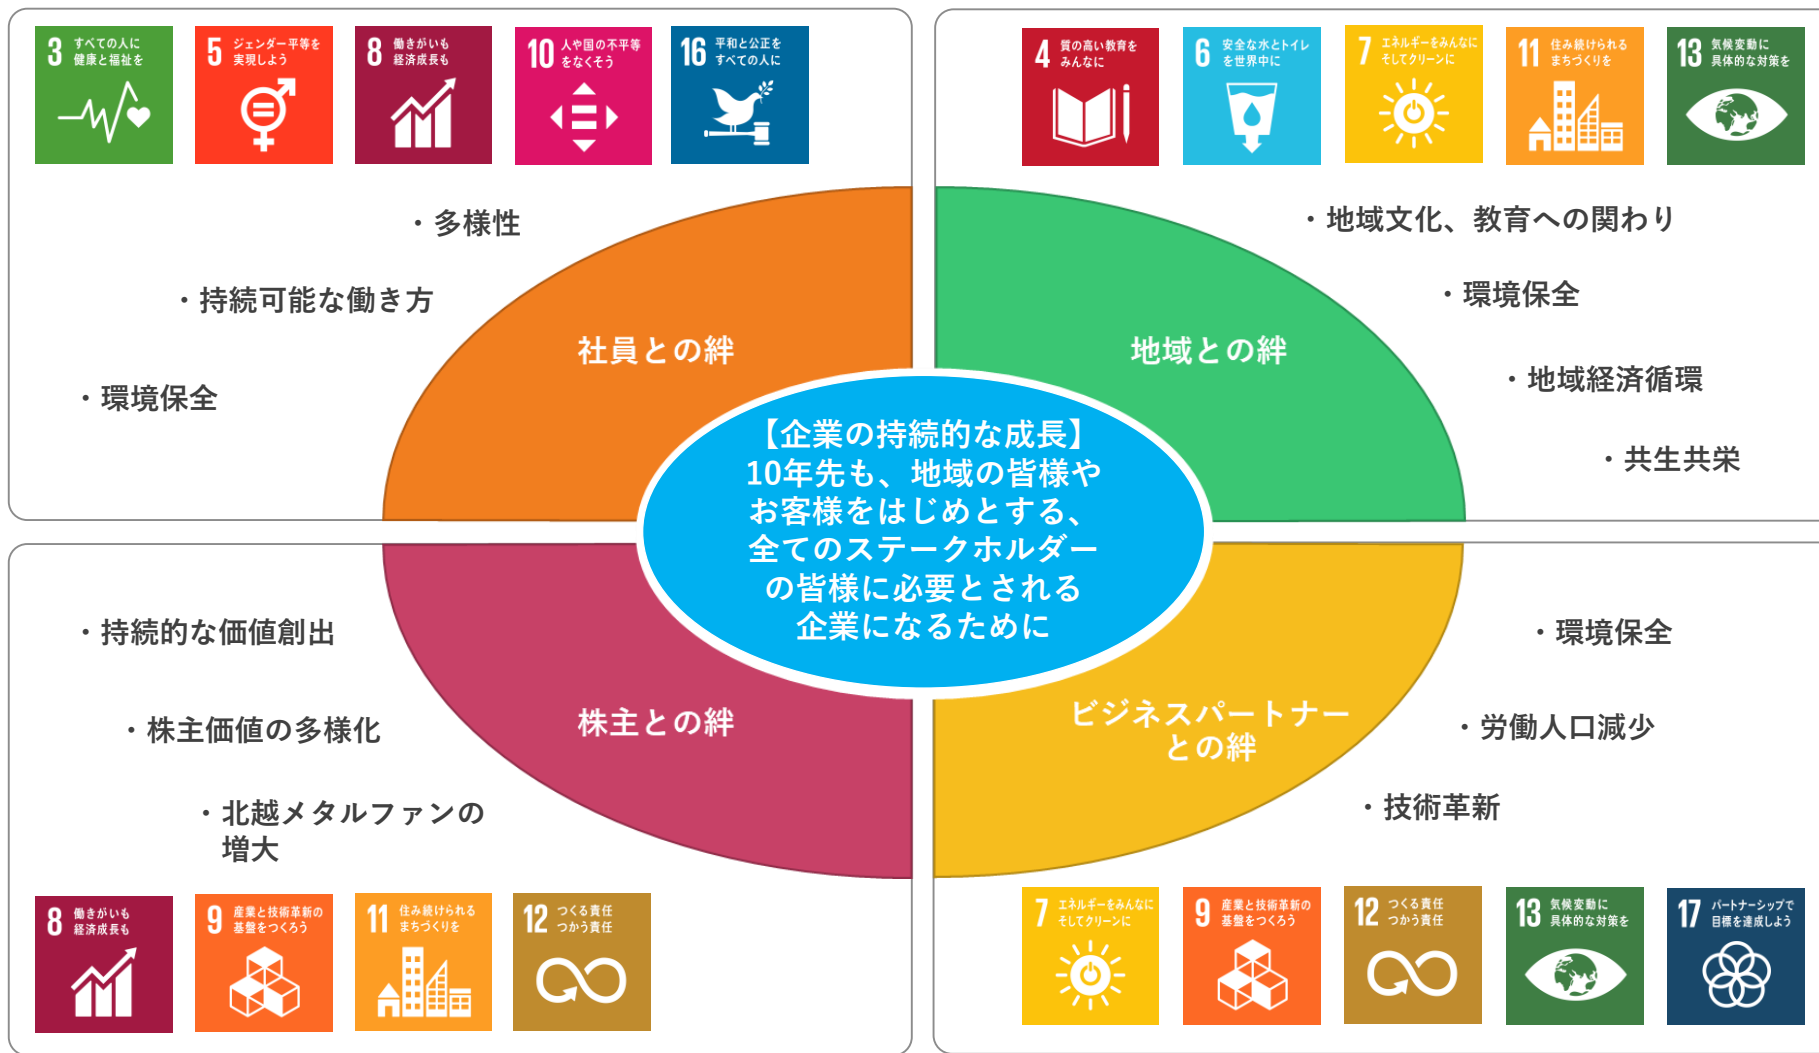 3 すべての人に
健康と福祉を
5 ジェンダー平等を
実現しよう
8 働きがいも
経済成長も
10 人や国の不平等
をなくそう
16 平和と公正を
すべての人に
・多様性
・持続可能な働き方
・環境保全
社員との絆
4 質の高い教育を
みんなに
6 安全な水とトイレ
を世界中に
7 エネルギーをみんなに
そしてクリーンに
11 住み続けられる
まちづくりを
13 気候変動に
具体的な対策を
・地域文化、教育への関わり
・環境保全
・地域経済循環
・共生共栄
地域との絆
【企業の持続的な成長】
10年先も、地域の皆様や
お客様をはじめとする、
全てのステークホルダー
の皆様に必要とされる
企業になるために
・持続的な価値創出
・株主価値の多様化
・北越メタルファンの
増大
株主との絆
8 働きがいも
経済成長も
9 産業と技術革新の
基盤をつくろう
11 住み続けられる
まちづくりを
12 つくる責任
つかう責任
・環境保全
・労働人口減少
・技術革新
ビジネスパートナー
との絆
7 エネルギーをみんなに
そしてクリーンに
9 産業と技術革新の
基盤をつくろう
12 つくる責任
つかう責任
13 気候変動に
具体的な対策を
17 パートナーシップで
目標を達成しよう